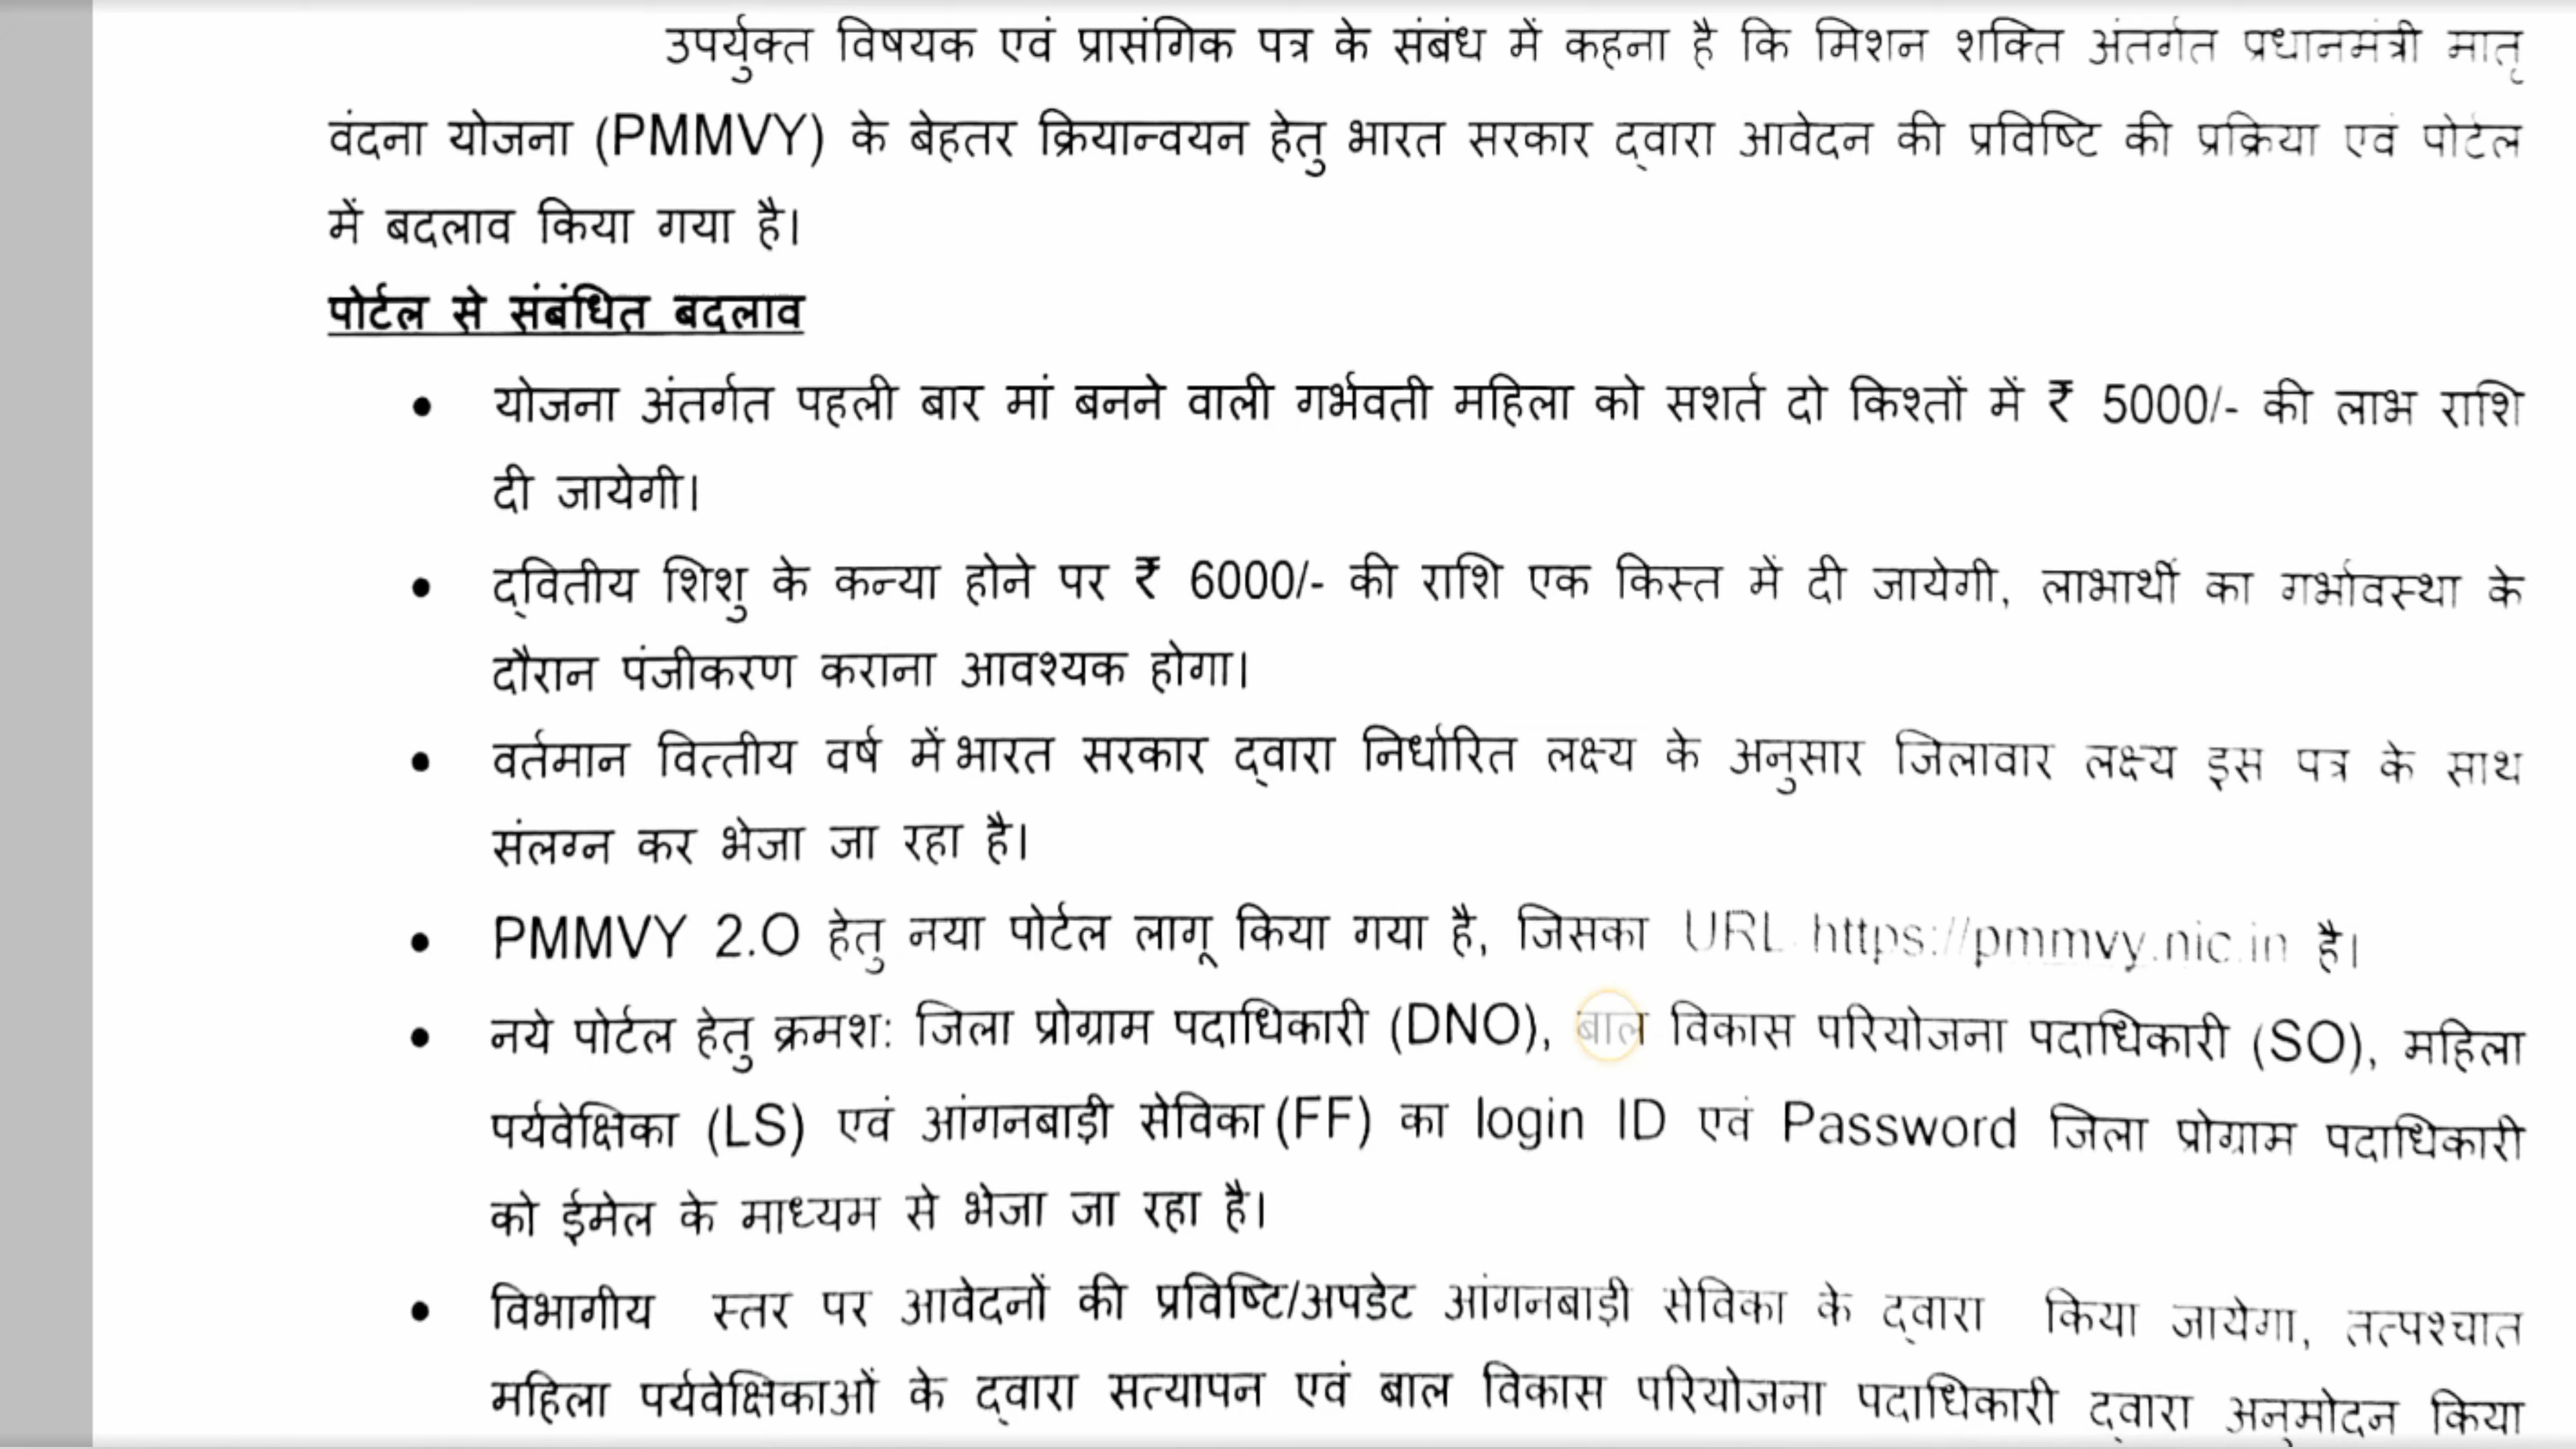 उपर्युक्त विषयक एवं प्रासंगिक पत्र के संबंध में कहना है कि मिशन शक्ति अंतर्गत प्रधानमंत्री मातृ
वंदना योजना (PMMVY) के बेहतर क्रियान्वयन हेतु भारत सरकार द्वारा आवेदन की प्रविष्टि की प्रक्रिया एवं पोर्टल
में बदलाव किया गया है।
पोर्टल से संबंधित बदलाव
• योजना अंतर्गत पहली बार मां बनने वाली गर्भवती महिला को सशर्त दो किश्तों में ₹ 5000/- की लाभ राशि
दी जायेगी।
• द्वितीय शिशु के कन्या होने पर ₹ 6000/- की राशि एक किस्त में दी जायेगी, लाभार्थी का गर्भावस्था के
दौरान पंजीकरण कराना आवश्यक होगा।
• वर्तमान वित्तीय वर्ष में भारत सरकार द्वारा निर्धारित लक्ष्य के अनुसार जिलावार लक्ष्य इस पत्र के साथ
संलग्न कर भेजा जा रहा है।
• PMMVY 2.O हेतु नया पोर्टल लागू किया गया है, जिसका URL https://pmmvy.nic.in है।
• नये पोर्टल हेतु क्रमश: जिला प्रोग्राम पदाधिकारी (DNO), बाल विकास परियोजना पदाधिकारी (SO), महिला
पर्यवेक्षिका (LS) एवं आंगनबाड़ी सेविका (FF) का login ID एवं Password जिला प्रोग्राम पदाधिकारी
को ईमेल के माध्यम से भेजा जा रहा है।
• विभागीय स्तर पर आवेदनों की प्रविष्टि/अपडेट आंगनबाड़ी सेविका के द्वारा किया जायेगा, तत्पश्चात
महिला पर्यवेक्षिकाओं के द्वारा सत्यापन एवं बाल विकास परियोजना पदाधिकारी द्वारा अनुमोदन किया